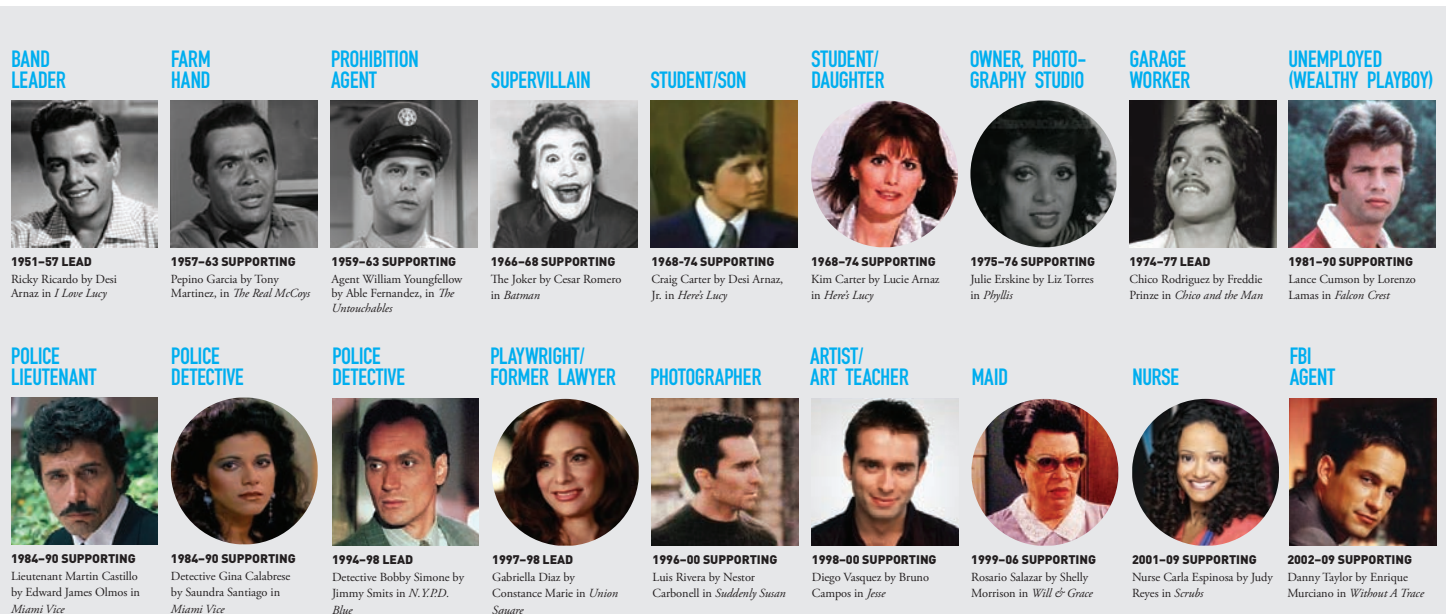 BAND
LEADER
1951–57 LEAD
Ricky Ricardo by Desi
Arnaz in I Love Lucy
FARM
HAND
1957–63 SUPPORTING
Pepino Garcia by Tony
Martinez, in The Real McCoys
PROHIBITION
AGENT
1959–63 SUPPORTING
Agent William Youngfellow
by Able Fernandez, in The
Untouchables
SUPERVILLAIN
1966–68 SUPPORTING
The Joker by Cesar Romero
in Batman
STUDENT/SON
1968-74 SUPPORTING
Craig Carter by Desi Arnaz,
Jr. in Here's Lucy
STUDENT/
DAUGHTER
1968–74 SUPPORTING
Kim Carter by Lucie Arnaz
in Here's Lucy
OWNER, PHOTO-
GRAPHY STUDIO
1975–76 SUPPORTING
Julie Erskine by Liz Torres
in Phyllis
GARAGE
WORKER
1974–77 LEAD
Chico Rodriguez by Freddie
Prinze in Chico and the Man
UNEMPLOYED
(WEALTHY PLAYBOY)
1981–90 SUPPORTING
Lance Cumson by Lorenzo
Lamas in Falcon Crest
POLICE
LIEUTENANT
1984–90 SUPPORTING
Lieutenant Martin Castillo
by Edward James Olmos in
Miami Vice
POLICE
DETECTIVE
1984–90 SUPPORTING
Detective Gina Calabrese
by Saundra Santiago in
Miami Vice
POLICE
DETECTIVE
1994–98 LEAD
Detective Bobby Simone by
Jimmy Smits in N.Y.P.D.
Blue
PLAYWRIGHT/
FORMER LAWYER
1997–98 LEAD
Gabriella Diaz by
Constance Marie in Union
Square
PHOTOGRAPHER
1996–00 SUPPORTING
Luis Rivera by Nestor
Carbonell in Suddenly Susan
ARTIST/
ART TEACHER
1998–00 SUPPORTING
Diego Vasquez by Bruno
Campos in Jesse
MAID
1999–06 SUPPORTING
Rosario Salazar by Shelly
Morrison in Will & Grace
NURSE
2001–09 SUPPORTING
Nurse Carla Espinosa by Judy
Reyes in Scrubs
FBI
AGENT
2002–09 SUPPORTING
Danny Taylor by Enrique
Murciano in Without A Trace